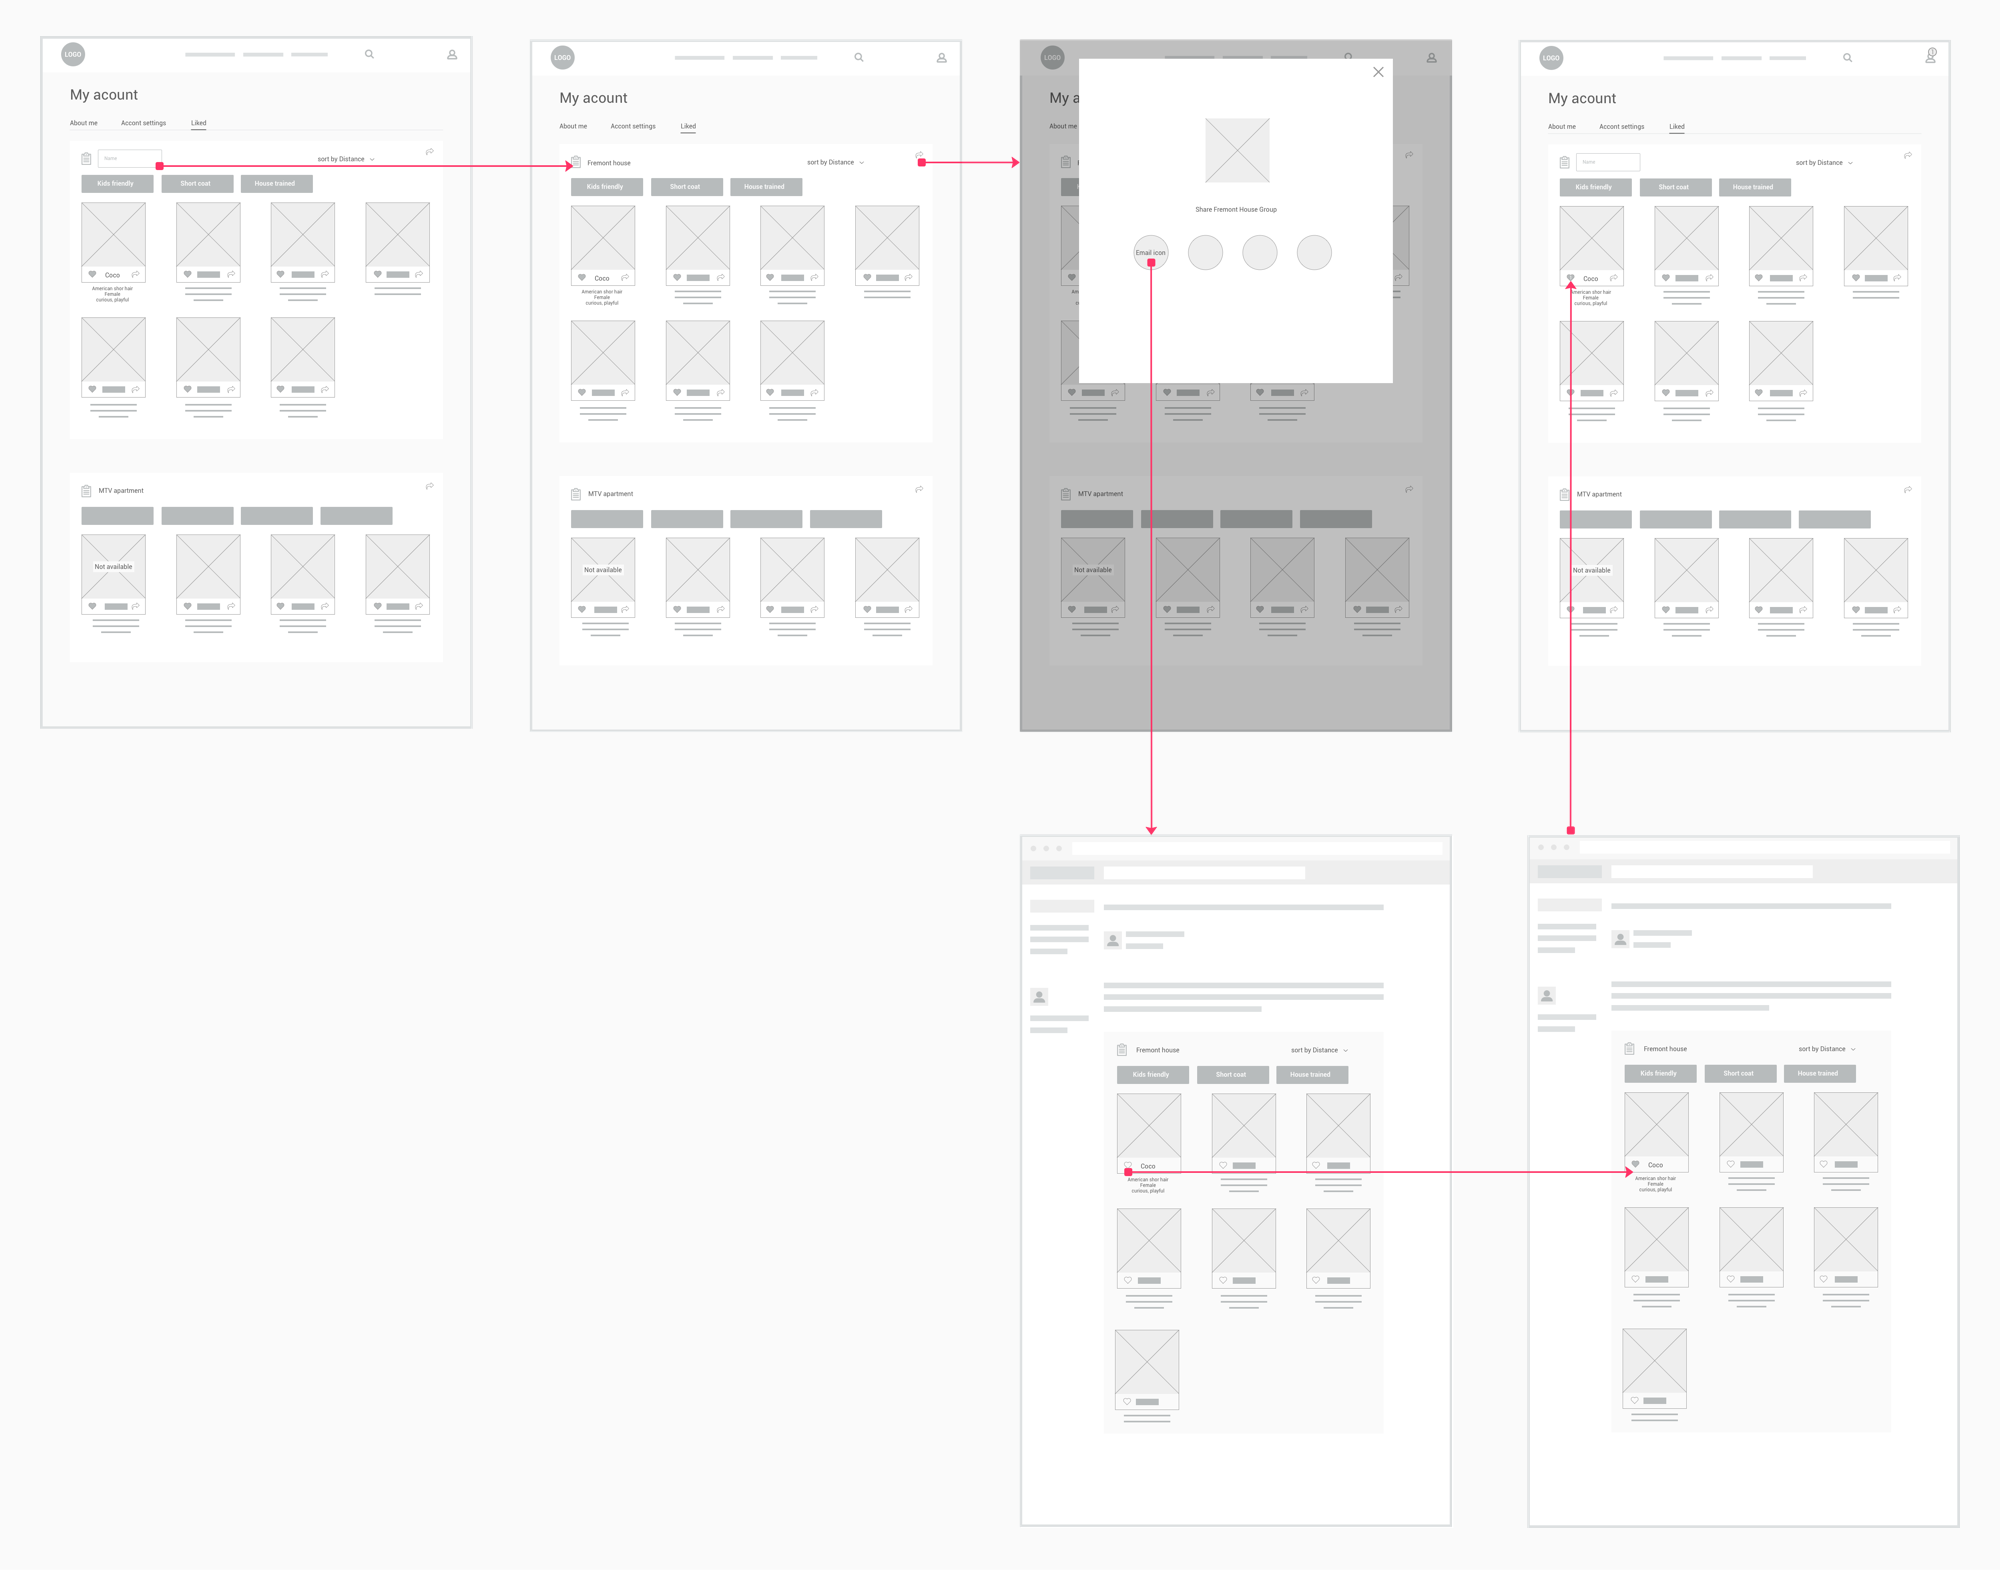 LOGO
My acount
About me Accont settings Liked
Name sort by Distance
Kids friendly Short coat House trained
Coco
American shor hair
Female
curious, playful
MTV apartment
Not available
LOGO
My acount
About me Accont settings Liked
Fremont house sort by Distance
Kids friendly Short coat House trained
Coco
American shor hair
Female
curious, playful
MTV apartment
Not available
LOGO
My a
About me
Share Fremont House Group
Email icon
MTV apartment
Not available
LOGO
My acount
About me Accont settings Liked
Name sort by Distance
Kids friendly Short coat House trained
Coco
American shor hair
Female
curious, playful
MTV apartment
Not available
Fremont house sort by Distance
Kids friendly Short coat House trained
Coco
American shor hair
Female
curious, playful
Fremont house sort by Distance
Kids friendly Short coat House trained
Coco
American shor hair
Female
curious, playful